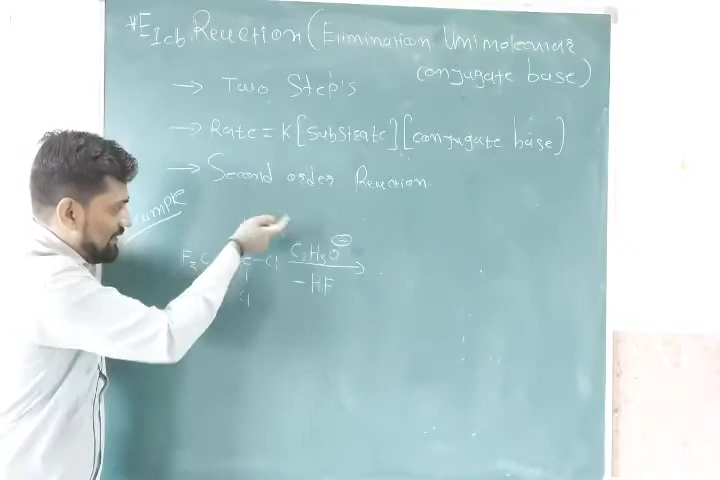 *E1cb Reaction (Elimination Unimolecular
conjugate base)
→ Two Step's
→ Rate = K[Substrate][conjugate base)
→ Second order Reaction
F3C C-Cl C2H5O⊖
Cl - HF